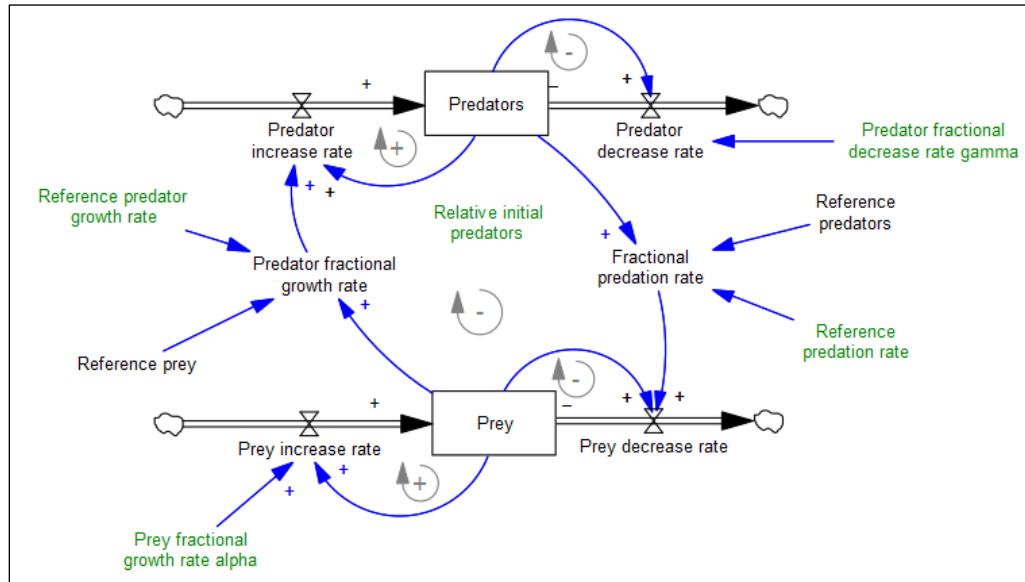 -
+
Predators
–
+
Predator
increase rate
+
Predator
decrease rate
Predator fractional
decrease rate gamma
+
+
Reference predator
growth rate
Relative initial
predators
Reference
predators
+
Predator fractional
growth rate
Fractional
predation rate
+
-
Reference prey
Reference
predation rate
-
+
Prey
–
+
+
Prey increase rate
Prey decrease rate
+
+
+
Prey fractional
growth rate alpha